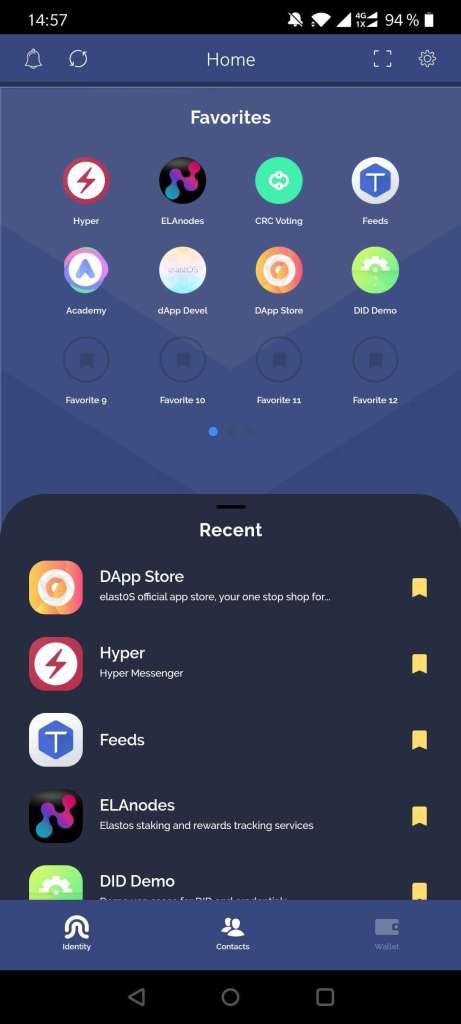 14:57
4G
1X
94 %
Home
Favorites
Hyper
ELAnodes
CRC Voting
Feeds
Academy
dApp Devel
DApp Store
DID Demo
Favorite 9
Favorite 10
Favorite 11
Favorite 12
Recent
DApp Store
elastOS official app store, your one stop shop for...
Hyper
Hyper Messenger
Feeds
ELAnodes
Elastos staking and rewards tracking services
DID Demo
Identity
Contacts
Wallet